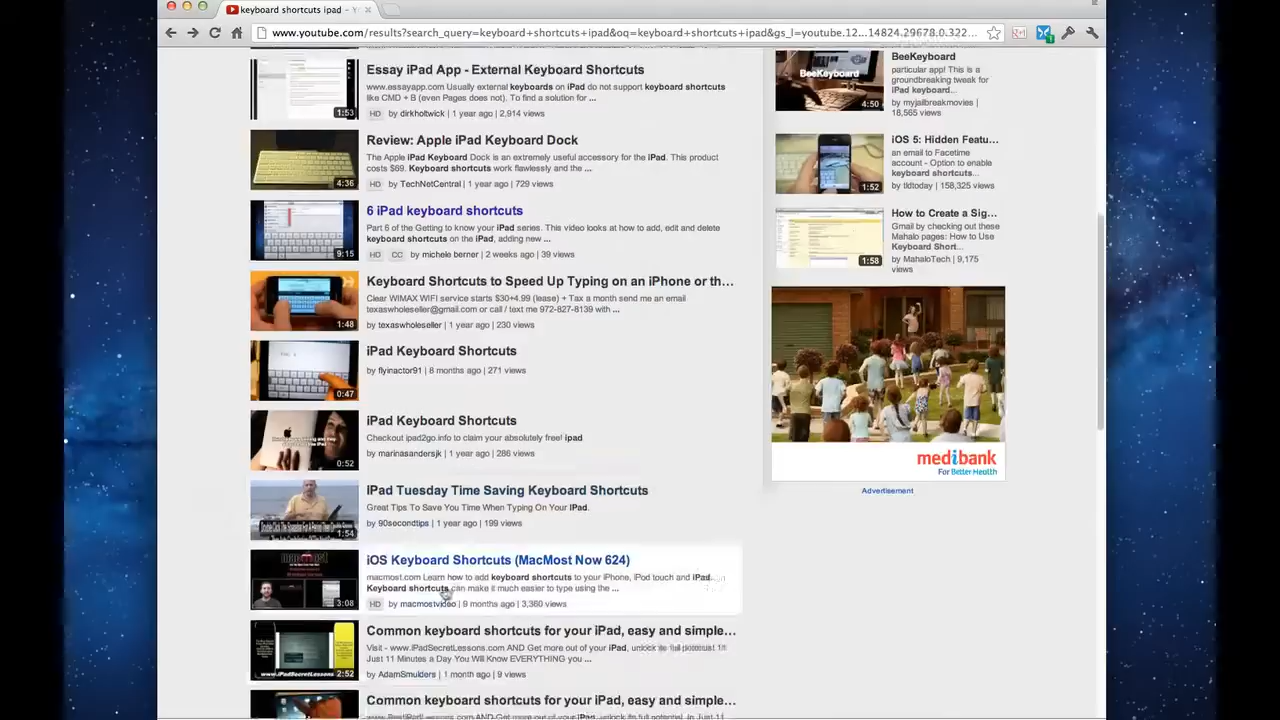 keyboard shortcuts ipad - Y
www.youtube.com/results?search_query=keyboard+shortcuts+ipad&oq=keyboard+shortcuts+ipad&gs_l=youtube.12...14824.29678.0.322...
Essay iPad App - External Keyboard Shortcuts
www.essayapp.com Usually external keyboards on iPad do not support keyboard shortcuts
like CMD + B (even Pages does not). To find a solution for ...
1:53
HD by dirkholtwick | 1 year ago | 2,914 views
Review: Apple iPad Keyboard Dock
The Apple iPad Keyboard Dock is an extremely useful accessory for the iPad. This product
costs $69. Keyboard shortcuts work flawlessly and the ...
4:36
HD by TechNetCentral | 1 year ago | 729 views
6 iPad keyboard shortcuts
Part 6 of the Getting to know your iPad series. This video looks at how to add, edit and delete
keyboard shortcuts on the iPad, adding new ...
9:15
HD CC by michele berner | 2 weeks ago | 39 views
Keyboard Shortcuts to Speed Up Typing on an iPhone or th...
Clear WIMAX WIFI service starts $30+4.99 (lease) + Tax a month send me an email
texaswholeseller@gmail.com or call / text me 972-827-8139 with ...
1:48
by texaswholeseller | 1 year ago | 230 views
iPad Keyboard Shortcuts
by flyinactor91 | 8 months ago | 271 views
0:47
iPad Keyboard Shortcuts
Checkout ipad2go.info to claim your absolutely free! ipad
by marinasandersjk | 1 year ago | 286 views
0:52
IPad Tuesday Time Saving Keyboard Shortcuts
Great Tips To Save You Time When Typing On Your IPad.
by 90secondtips | 1 year ago | 199 views
1:54
iOS Keyboard Shortcuts (MacMost Now 624)
macmost.com Learn how to add keyboard shortcuts to your iPhone, iPod touch and iPad.
Keyboard shortcuts can make it much easier to type using the ...
3:08
HD by macmostvideo | 9 months ago | 3,360 views
Common keyboard shortcuts for your iPad, easy and simple...
Visit - www.iPadSecretLessons.com AND Get more out of your iPad, unlock its full potential. In
Just 11 Minutes a Day You Will Know EVERYTHING you ...
www.iPadSecretLessons.com
2:52
by AdamSmulders | 1 month ago | 9 views
Common keyboard shortcuts for your iPad, easy and simple...
BeeKeyboard
BeeKeyboard
particular app! This is a
groundbreaking tweak for
iPad keyboard...
4:50
by myjailbreakmovies |
18,565 views
iOS 5: Hidden Featu...
an email to Facetime
account - Option to enable
keyboard shortcuts...
1:52
by tldtoday | 158,325 views
How to Create a Sig...
Gmail by checking out these
Mahalo pages: How to Use
Keyboard Short...
1:58
by MahaloTech | 9,175
views
medibank
For Better Health
Advertisement